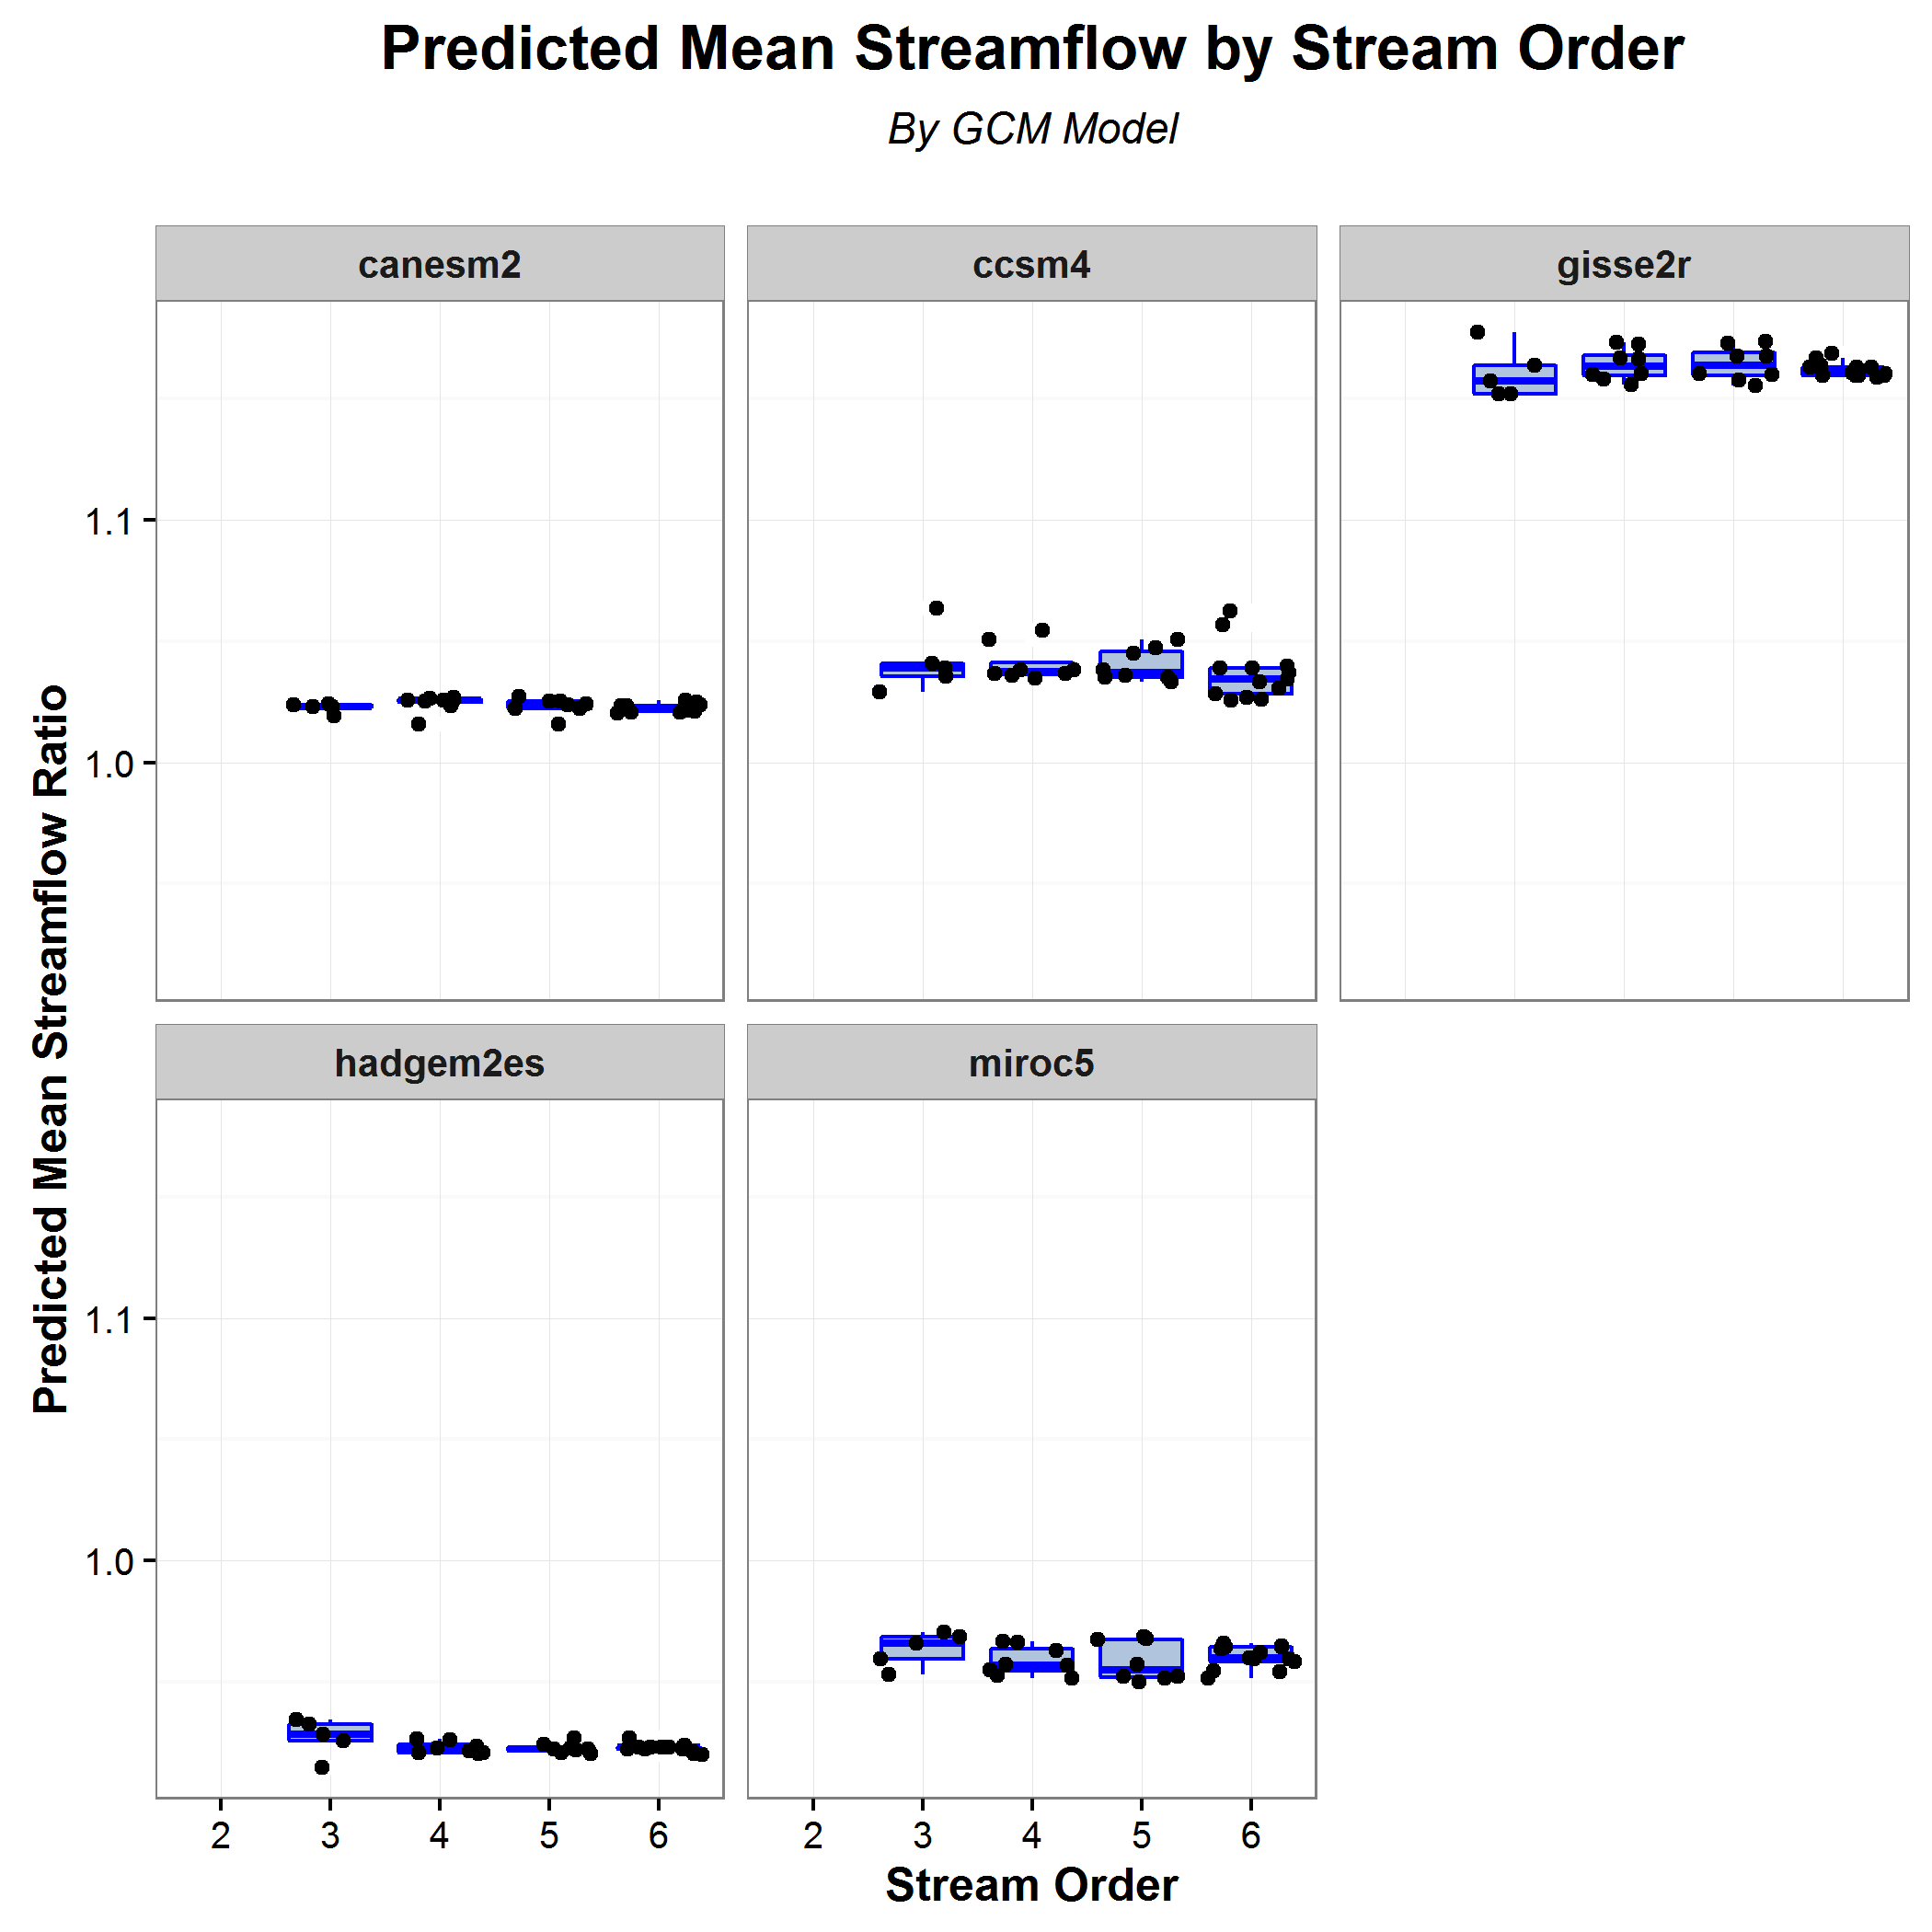 Predicted Mean Streamflow by Stream Order
By GCM Model
canesm2
ccsm4
gisse2r
1.1
1.0
Predicted Mean Streamflow Ratio
hadgem2es
miroc5
1.1
1.0
2 3 4 5 6
2 3 4 5 6
Stream Order